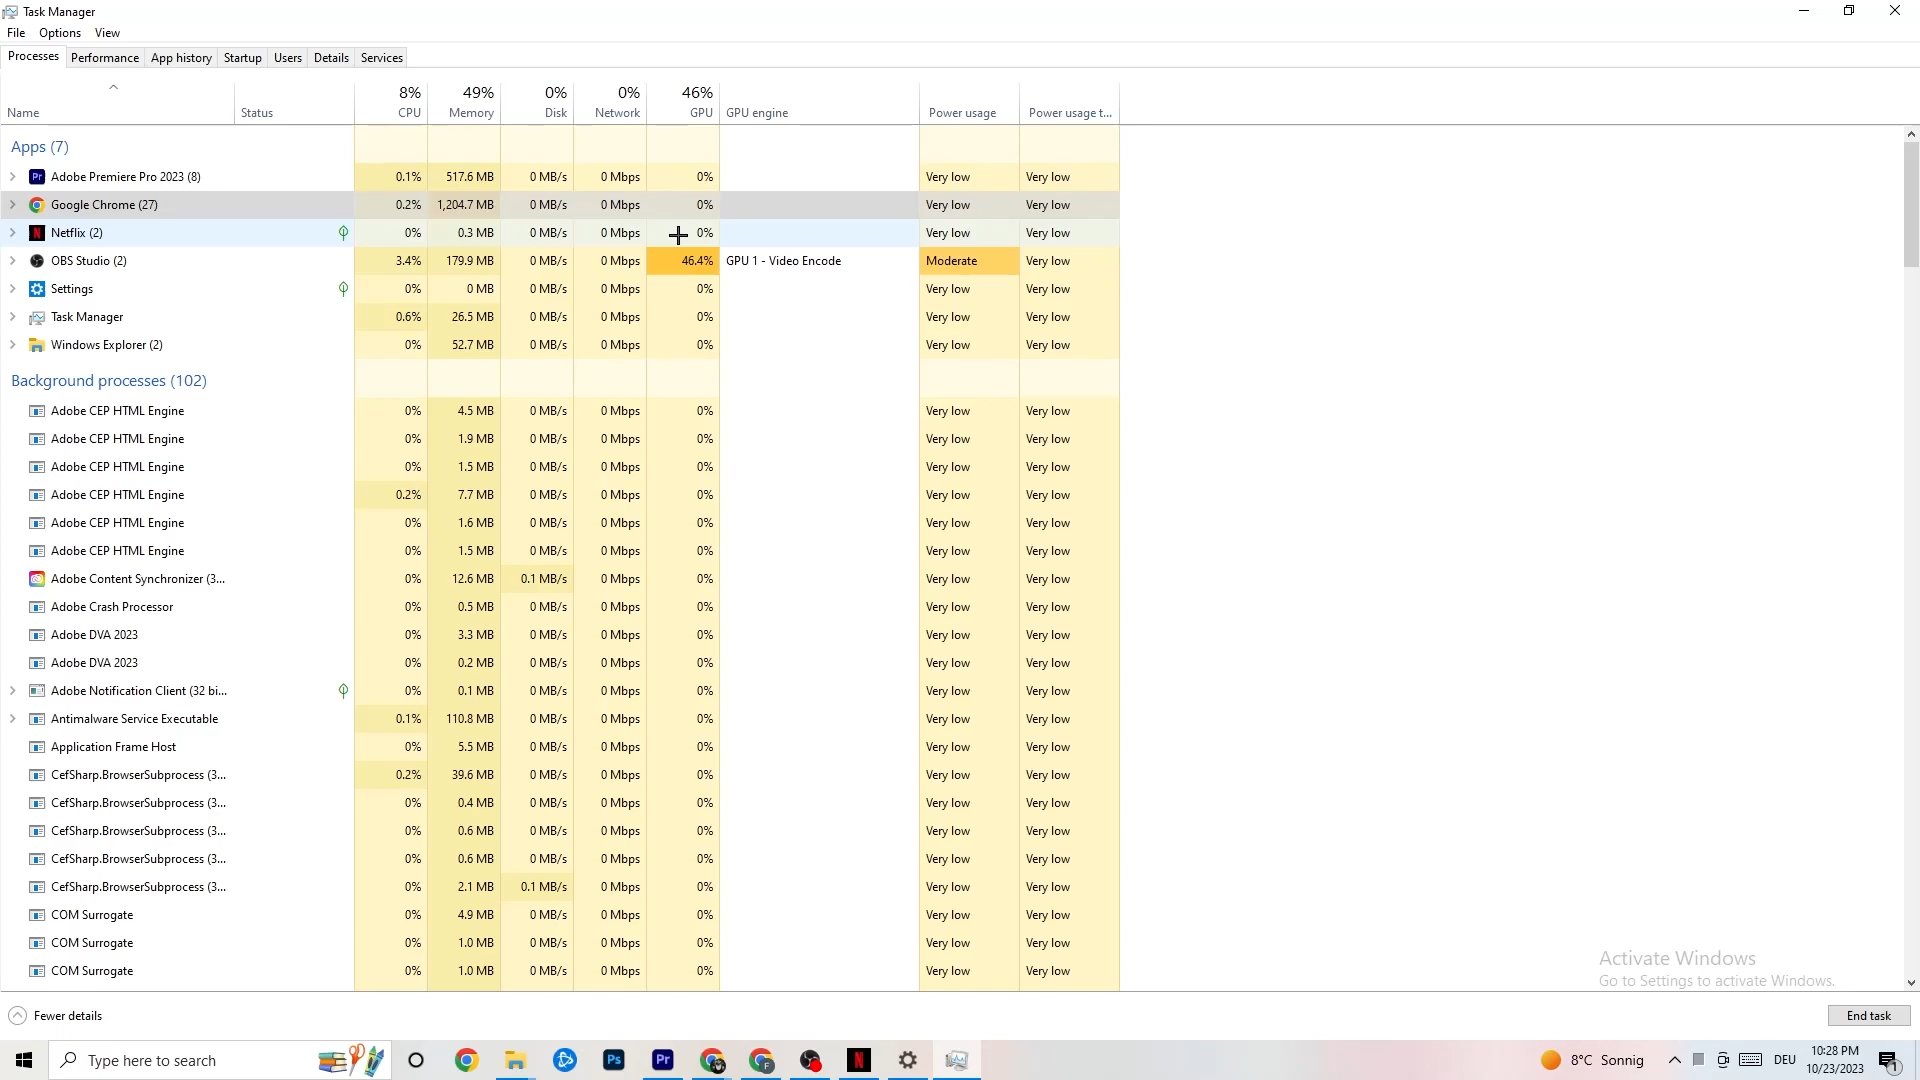 Task Manager
File Options View
Processes Performance App history Startup Users Details Services
8% 49% 0% 0% 46%
Name Status CPU Memory Disk Network GPU GPU engine Power usage Power usage t...
Apps (7)
Pr Adobe Premiere Pro 2023 (8) 0.1% 517.6 MB 0 MB/s 0 Mbps 0% Very low Very low
Google Chrome (27) 0.2% 1,204.7 MB 0 MB/s 0 Mbps 0% Very low Very low
N Netflix (2) 0% 0.3 MB 0 MB/s 0 Mbps 0% Very low Very low
OBS Studio (2) 3.4% 179.9 MB 0 MB/s 0 Mbps 46.4% GPU 1 - Video Encode Moderate Very low
Settings 0% 0 MB 0 MB/s 0 Mbps 0% Very low Very low
Task Manager 0.6% 26.5 MB 0 MB/s 0 Mbps 0% Very low Very low
Windows Explorer (2) 0% 52.7 MB 0 MB/s 0 Mbps 0% Very low Very low
Background processes (102)
Adobe CEP HTML Engine 0% 4.5 MB 0 MB/s 0 Mbps 0% Very low Very low
Adobe CEP HTML Engine 0% 1.9 MB 0 MB/s 0 Mbps 0% Very low Very low
Adobe CEP HTML Engine 0% 1.5 MB 0 MB/s 0 Mbps 0% Very low Very low
Adobe CEP HTML Engine 0.2% 7.7 MB 0 MB/s 0 Mbps 0% Very low Very low
Adobe CEP HTML Engine 0% 1.6 MB 0 MB/s 0 Mbps 0% Very low Very low
Adobe CEP HTML Engine 0% 1.5 MB 0 MB/s 0 Mbps 0% Very low Very low
Adobe Content Synchronizer (3... 0% 12.6 MB 0.1 MB/s 0 Mbps 0% Very low Very low
Adobe Crash Processor 0% 0.5 MB 0 MB/s 0 Mbps 0% Very low Very low
Adobe DVA 2023 0% 3.3 MB 0 MB/s 0 Mbps 0% Very low Very low
Adobe DVA 2023 0% 0.2 MB 0 MB/s 0 Mbps 0% Very low Very low
Adobe Notification Client (32 bi... 0% 0.1 MB 0 MB/s 0 Mbps 0% Very low Very low
Antimalware Service Executable 0.1% 110.8 MB 0 MB/s 0 Mbps 0% Very low Very low
Application Frame Host 0% 5.5 MB 0 MB/s 0 Mbps 0% Very low Very low
CefSharp.BrowserSubprocess (3... 0.2% 39.6 MB 0 MB/s 0 Mbps 0% Very low Very low
CefSharp.BrowserSubprocess (3... 0% 0.4 MB 0 MB/s 0 Mbps 0% Very low Very low
CefSharp.BrowserSubprocess (3... 0% 0.6 MB 0 MB/s 0 Mbps 0% Very low Very low
CefSharp.BrowserSubprocess (3... 0% 0.6 MB 0 MB/s 0 Mbps 0% Very low Very low
CefSharp.BrowserSubprocess (3... 0% 2.1 MB 0.1 MB/s 0 Mbps 0% Very low Very low
COM Surrogate 0% 4.9 MB 0 MB/s 0 Mbps 0% Very low Very low
COM Surrogate 0% 1.0 MB 0 MB/s 0 Mbps 0% Very low Very low
COM Surrogate 0% 1.0 MB 0 MB/s 0 Mbps 0% Very low Very low
Activate Windows
Go to Settings to activate Windows.
Fewer details End task
Type here to search Ps Pr F N 8°C Sonnig DEU 10:28 PM
10/23/2023 1